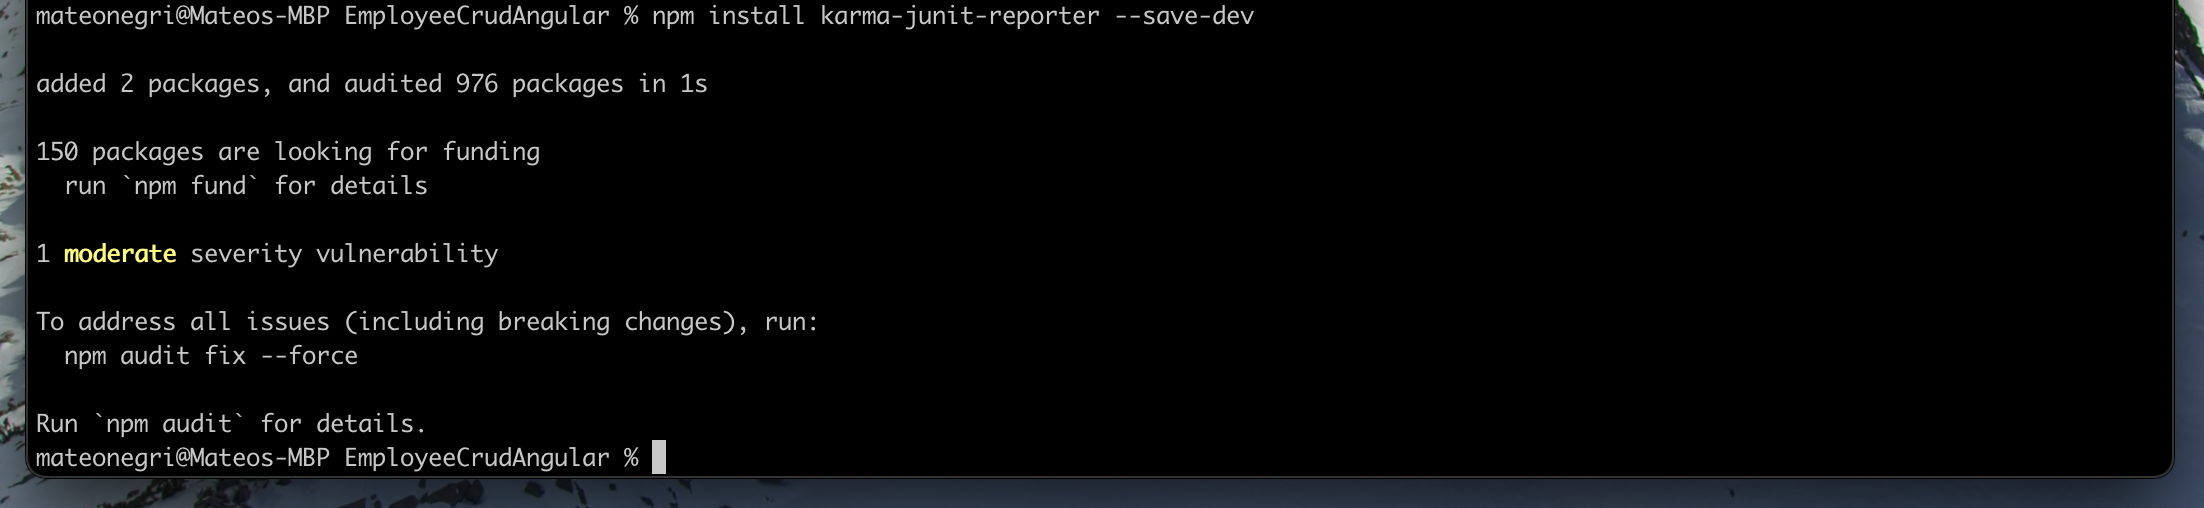 mateonegri@Mateos-MBP EmployeeCrudAngular % npm install karma-junit-reporter --save-dev
added 2 packages, and audited 976 packages in 1s
150 packages are looking for funding
  run `npm fund` for details
1 moderate severity vulnerability
To address all issues (including breaking changes), run:
  npm audit fix --force
Run `npm audit` for details.
mateonegri@Mateos-MBP EmployeeCrudAngular %